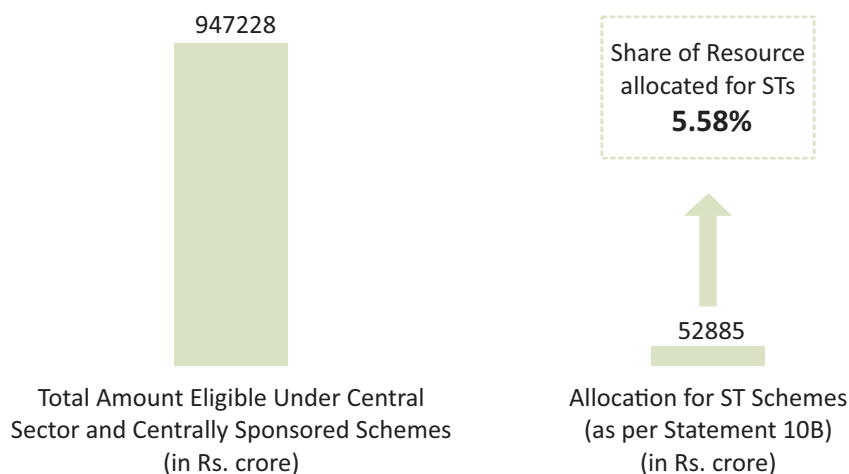 947228
Total Amount Eligible Under Central
Sector and Centrally Sponsored Schemes
(in Rs. crore)
Share of Resource
allocated for STs
5.58%
52885
Allocation for ST Schemes
(as per Statement 10B)
(in Rs. crore)